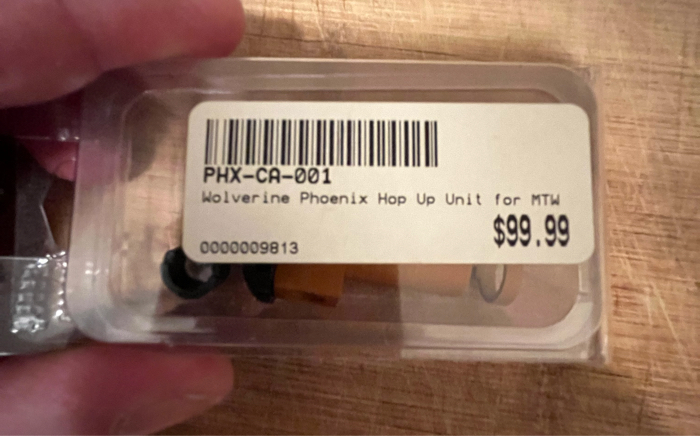 PHX-CA-001
Wolverine Phoenix Hop Up Unit for MTW
$99.99
0000009813